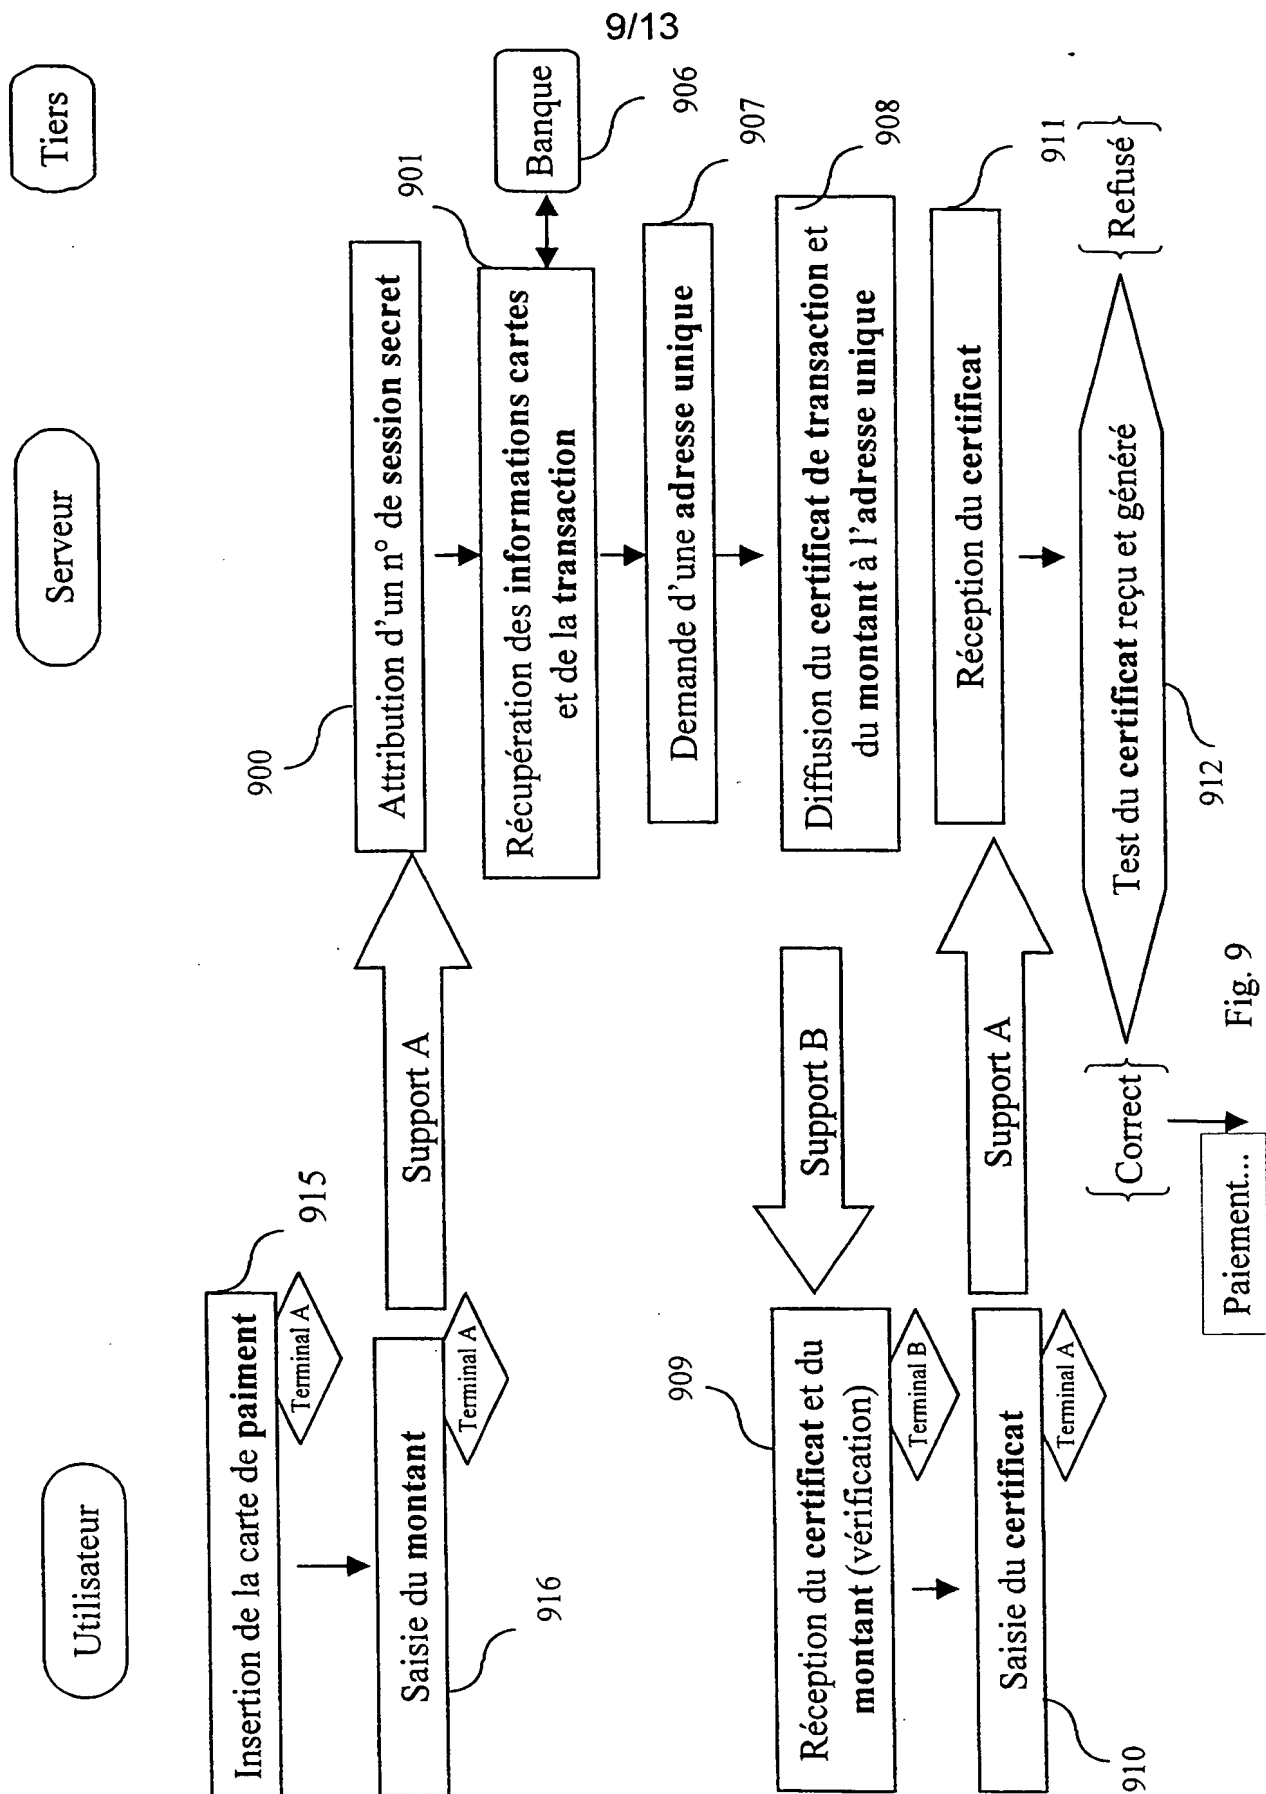 9/13
Utilisateur
Serveur
Tiers
Insertion de la carte de paiment
915
Terminal A
Saisie du montant
916
Terminal A
Support A
900
Attribution d'un n° de session secret
901
Récupération des informations cartes
et de la transaction
Banque
906
Demande d'une adresse unique
907
Diffusion du certificat de transaction et
du montant à l'adresse unique
908
Support B
909
Réception du certificat et du
montant (vérification)
Terminal B
Saisie du certificat
910
Terminal A
Support A
Réception du certificat
911
Test du certificat reçu et généré
912
Correct
Refusé
Paiement...
Fig. 9